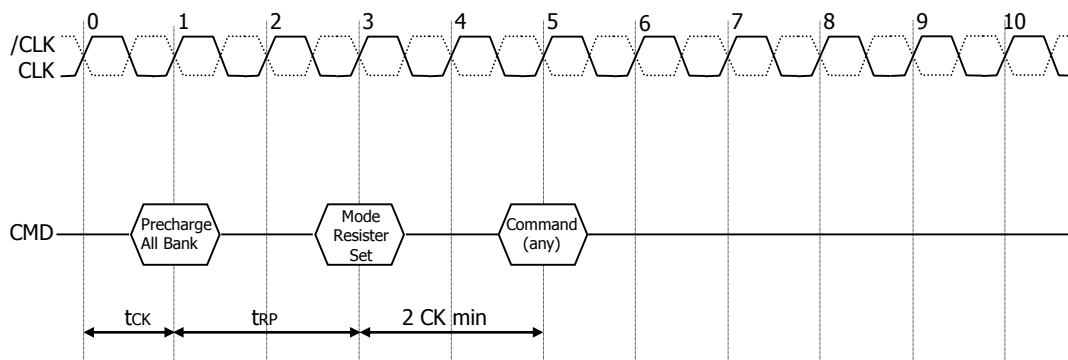 0 1 2 3 4 5 6 7 8 9 10
/CLK
CLK
CMD
Precharge
All Bank
Mode
Resister
Set
Command
(any)
tCK tRP 2 CK min